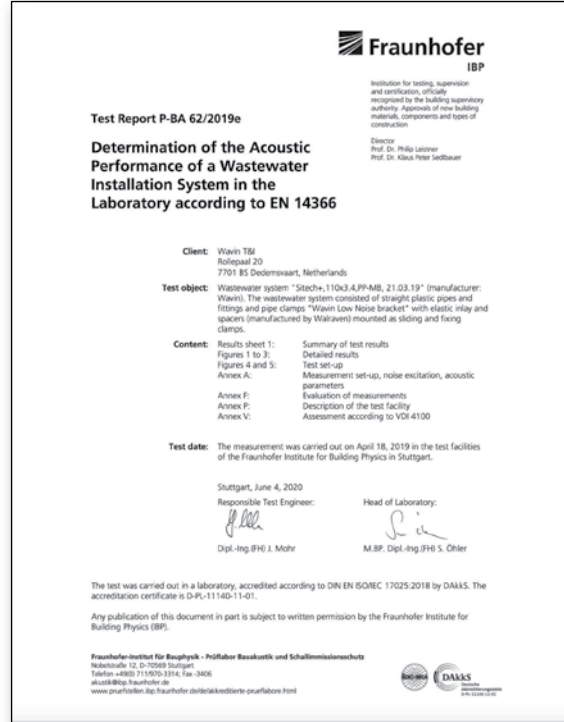 Fraunhofer
IBP
Institution for testing, supervision
and certification, officially
recognized by the building supervisory
authority. Approvals of new building
materials, components and types of
construction
Director
Prof. Dr. Philip Leistner
Prof. Dr. Klaus Peter Sedlbauer
Test Report P-BA 62/2019e
Determination of the Acoustic
Performance of a Wastewater
Installation System in the
Laboratory according to EN 14366
Client: Wavin T&I
Rollepaal 20
7701 BS Dedemsvaart, Netherlands
Test object: Wastewater system "Sitech+,110x3.4,PP-MB, 21.03.19" (manufacturer:
Wavin). The wastewater system consisted of straight plastic pipes and
fittings and pipe clamps "Wavin Low Noise bracket" with elastic inlay and
spacers (manufactured by Walraven) mounted as sliding and fixing
clamps.
Content: Results sheet 1: Summary of test results
Figures 1 to 3: Detailed results
Figures 4 and 5: Test set-up
Annex A: Measurement set-up, noise excitation, acoustic
parameters
Annex F: Evaluation of measurements
Annex P: Description of the test facility
Annex V: Assessment according to VDI 4100
Test date: The measurement was carried out on April 18, 2019 in the test facilities
of the Fraunhofer Institute for Building Physics in Stuttgart.
Stuttgart, June 4, 2020
Responsible Test Engineer: Head of Laboratory:
Dipl.-Ing.(FH) J. Mohr M.BP. Dipl.-Ing.(FH) S. Öhler
The test was carried out in a laboratory, accredited according to DIN EN ISO/IEC 17025:2018 by DAkkS. The
accreditation certificate is D-PL-11140-11-01.
Any publication of this document in part is subject to written permission by the Fraunhofer Institute for
Building Physics (IBP).
Fraunhofer-Institut für Bauphysik - Prüflabor Bauakustik und Schallimmissionsschutz
Nobelstraße 12, D-70569 Stuttgart
Telefon +49(0) 711/970-3314; Fax -3406
akustik@ibp.fraunhofer.de
www.pruefstellen.ibp.fraunhofer.de/de/akkreditierte-prueflabore.html
DAkkS
Deutsche
Akkreditierungsstelle
D-PL-11140-11-01